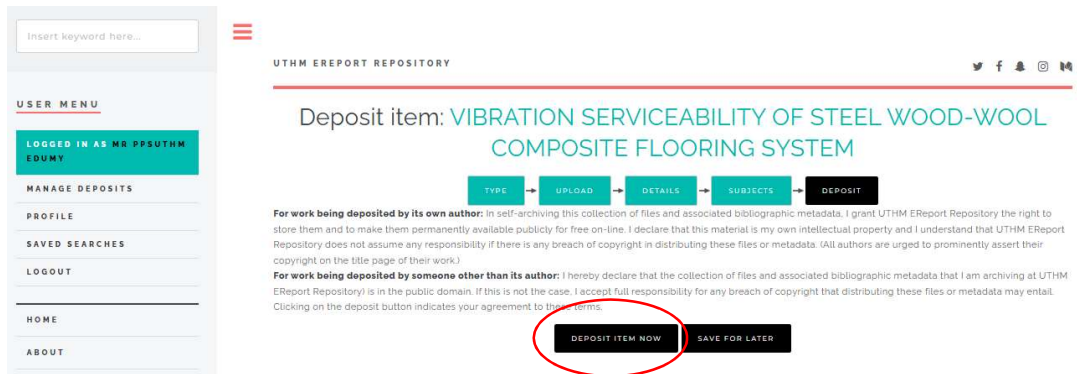 Insert keyword here...
USER MENU
LOGGED IN AS MR PPSUTHM
EDUMY
MANAGE DEPOSITS
PROFILE
SAVED SEARCHES
LOGOUT
HOME
ABOUT
UTHM EREPORT REPOSITORY
Deposit item: VIBRATION SERVICEABILITY OF STEEL WOOD-WOOL
COMPOSITE FLOORING SYSTEM
TYPE → UPLOAD → DETAILS → SUBJECTS → DEPOSIT
For work being deposited by its own author: In self-archiving this collection of files and associated bibliographic metadata, I grant UTHM EReport Repository the right to
store them and to make them permanently available publicly for free on-line. I declare that this material is my own intellectual property and I understand that UTHM EReport
Repository does not assume any responsibility if there is any breach of copyright in distributing these files or metadata. (All authors are urged to prominently assert their
copyright on the title page of their work.)
For work being deposited by someone other than its author: I hereby declare that the collection of files and associated bibliographic metadata that I am archiving at UTHM
EReport Repository) is in the public domain. If this is not the case, I accept full responsibility for any breach of copyright that distributing these files or metadata may entail.
Clicking on the deposit button indicates your agreement to these terms.
DEPOSIT ITEM NOW SAVE FOR LATER